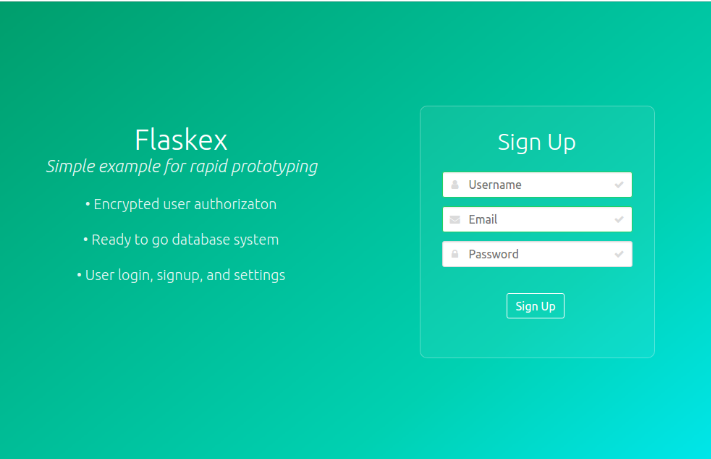 Flaskex
Simple example for rapid prototyping
• Encrypted user authorizaton
• Ready to go database system
• User login, signup, and settings
Sign Up
Username
Email
Password
Sign Up